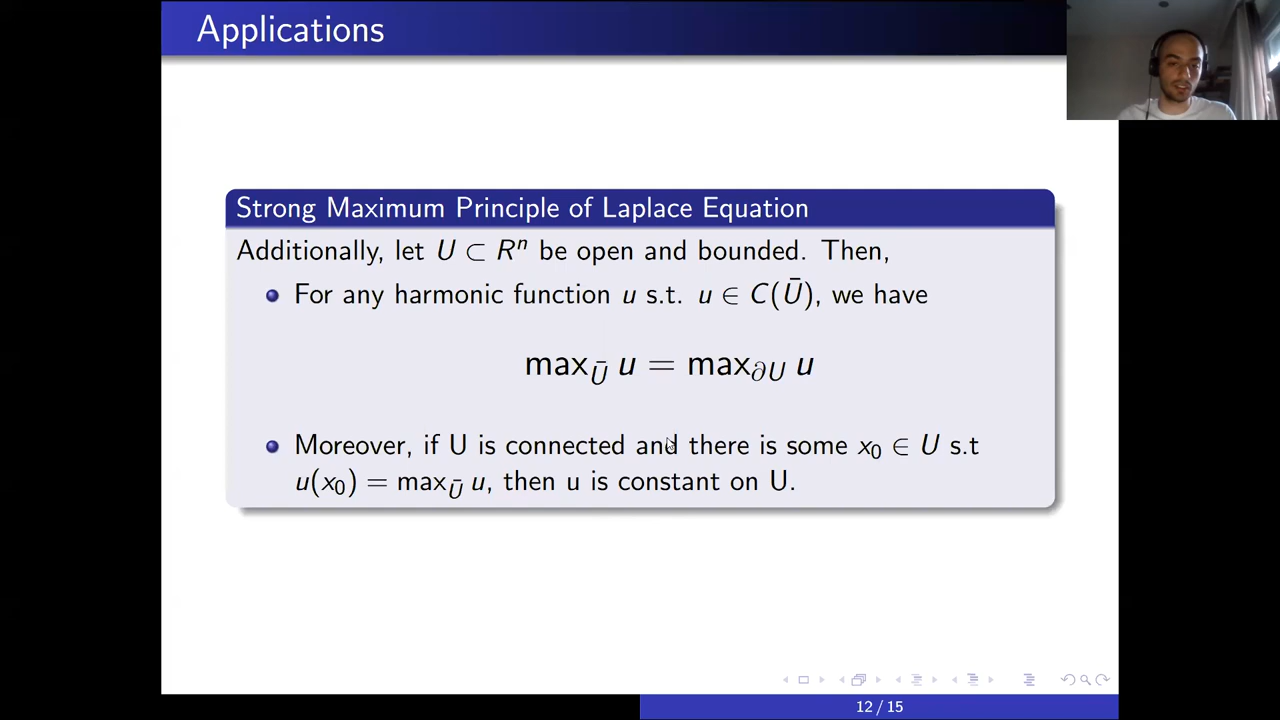 Applications
Strong Maximum Principle of Laplace Equation
Additionally, let U ⊂ Rⁿ be open and bounded. Then,
For any harmonic function u s.t. u ∈ C(Ū), we have
max_Ū u = max_∂U u
Moreover, if U is connected and there is some x₀ ∈ U s.t
u(x₀) = max_Ū u, then u is constant on U.
12 / 15